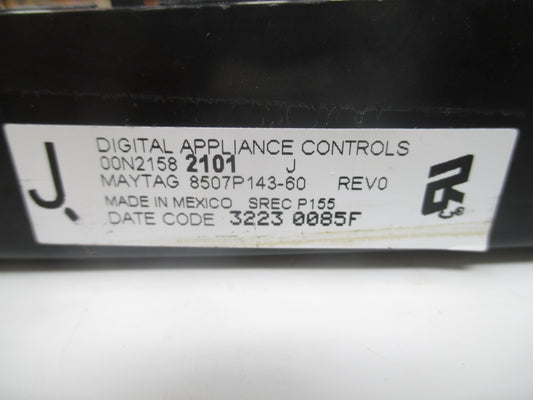 J.
DIGITAL APPLIANCE CONTROLS
00N2158 2101 J
MAYTAG 8507P143-60 REV0
MADE IN MEXICO SREC P155
DATE CODE 3223 0085F